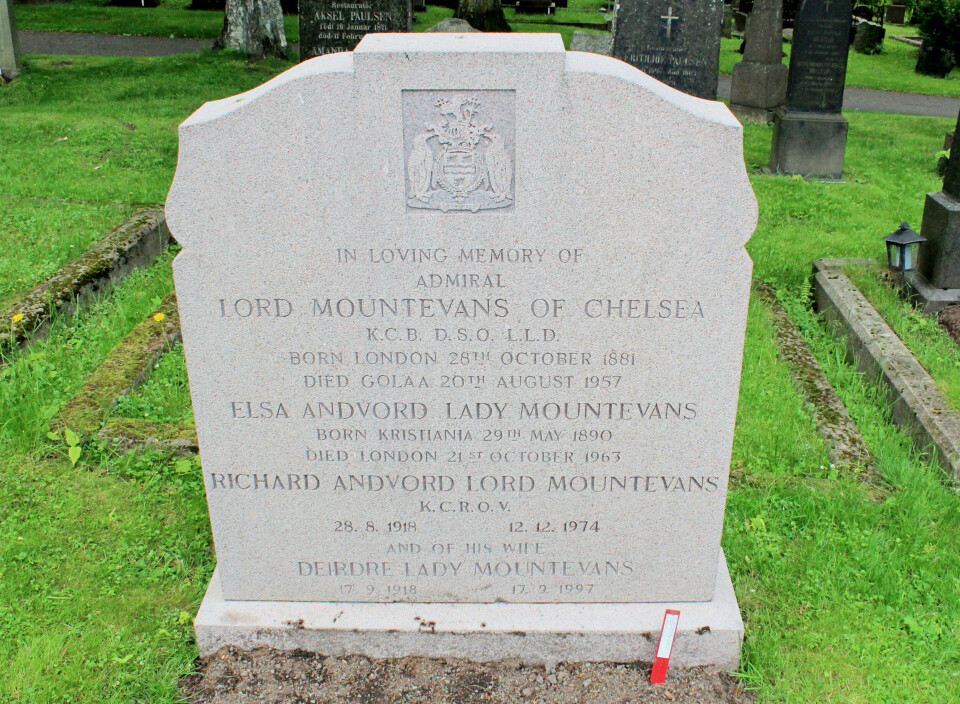 AKSEL PAULSEN
IN LOVING MEMORY OF
ADMIRAL
LORD MOUNTEVANS OF CHELSEA
K.C.B. D.S.O. L.L.D.
BORN LONDON 28TH OCTOBER 1881
DIED GOLAA 20TH AUGUST 1957
ELSA ANDVORD LADY MOUNTEVANS
BORN KRISTIANIA 29TH MAY 1890
DIED LONDON 21ST OCTOBER 1963
RICHARD ANDVORD LORD MOUNTEVANS
K.C.R.O.V.
28. 8. 1918 12. 12. 1974
AND OF HIS WIFE
DEIRDRE LADY MOUNTEVANS
17. 9. 1918 17. 9. 1997